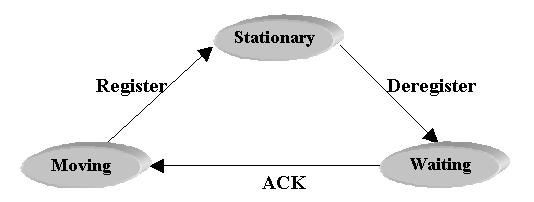 Stationary
Register
Deregister
Moving
Waiting
ACK